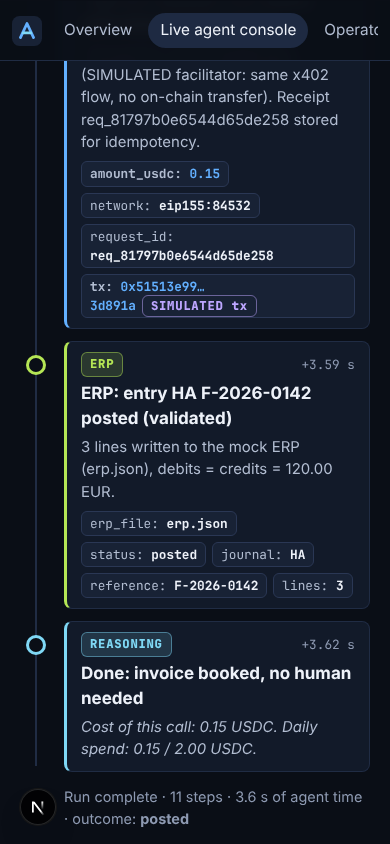 Overview Live agent console Operato
(SIMULATED facilitator: same x402
flow, no on-chain transfer). Receipt
req_81797b0e6544d65de258 stored
for idempotency.
amount_usdc: 0.15
network: eip155:84532
request_id:
req_81797b0e6544d65de258
tx: 0x51513e99…
3d891a SIMULATED tx
ERP +3.59 s
ERP: entry HA F-2026-0142
posted (validated)
3 lines written to the mock ERP
(erp.json), debits = credits = 120.00
EUR.
erp_file: erp.json
status: posted journal: HA
reference: F-2026-0142 lines: 3
REASONING +3.62 s
Done: invoice booked, no human
needed
Cost of this call: 0.15 USDC. Daily
spend: 0.15 / 2.00 USDC.
N Run complete · 11 steps · 3.6 s of agent time
· outcome: posted